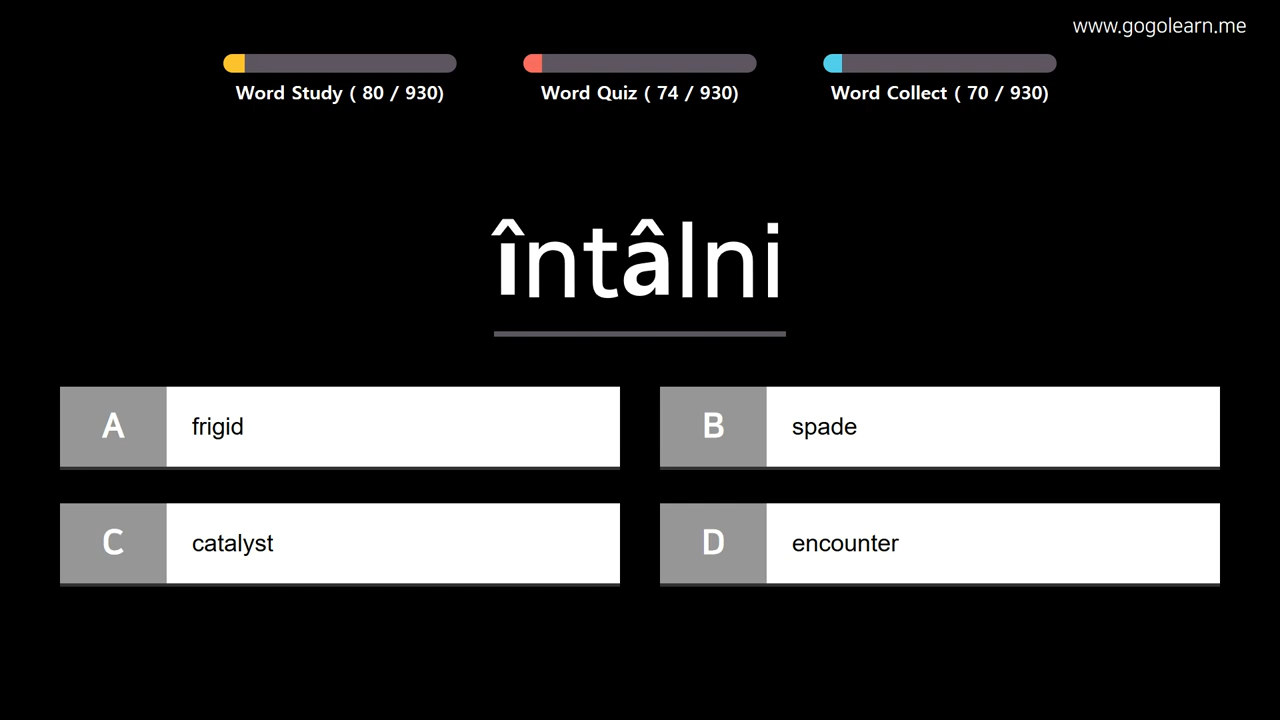 www.gogolearn.me
Word Study ( 80 / 930)
Word Quiz ( 74 / 930)
Word Collect ( 70 / 930)
întâlni
A frigid
B spade
C catalyst
D encounter